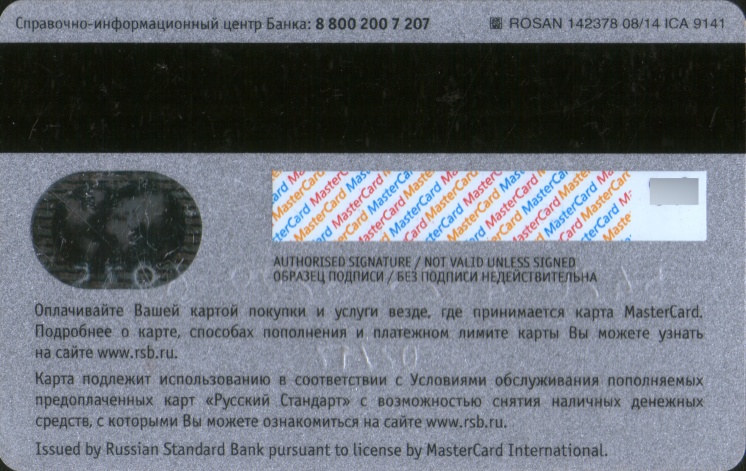 Справочно-информационный центр Банка: 8 800 200 7 207
ROSAN 142378 08/14 ICA 9141
AUTHORISED SIGNATURE / NOT VALID UNLESS SIGNED
ОБРАЗЕЦ ПОДПИСИ / БЕЗ ПОДПИСИ НЕДЕЙСТВИТЕЛЬНА
Оплачивайте Вашей картой покупки и услуги везде, где принимается карта MasterCard.
Подробнее о карте, способах пополнения и платежном лимите карты Вы можете узнать
на сайте www.rsb.ru.
Карта подлежит использованию в соответствии с Условиями обслуживания пополняемых
предоплаченных карт «Русский Стандарт» с возможностью снятия наличных денежных
средств, с которыми Вы можете ознакомиться на сайте www.rsb.ru.
Issued by Russian Standard Bank pursuant to license by MasterCard International.